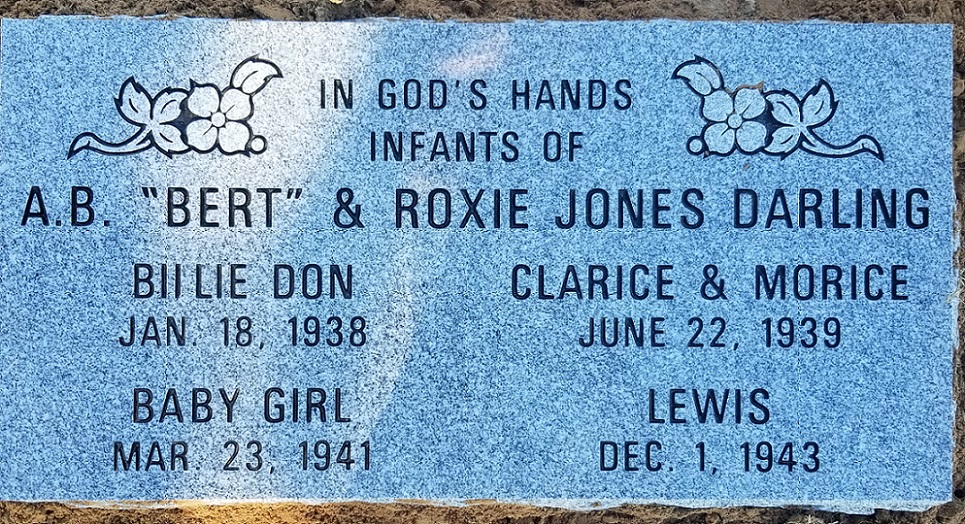 IN GOD'S HANDS
INFANTS OF
A.B. "BERT" & ROXIE JONES DARLING
BILLIE DON
JAN. 18, 1938
CLARICE & MORICE
JUNE 22, 1939
BABY GIRL
MAR. 23, 1941
LEWIS
DEC. 1, 1943